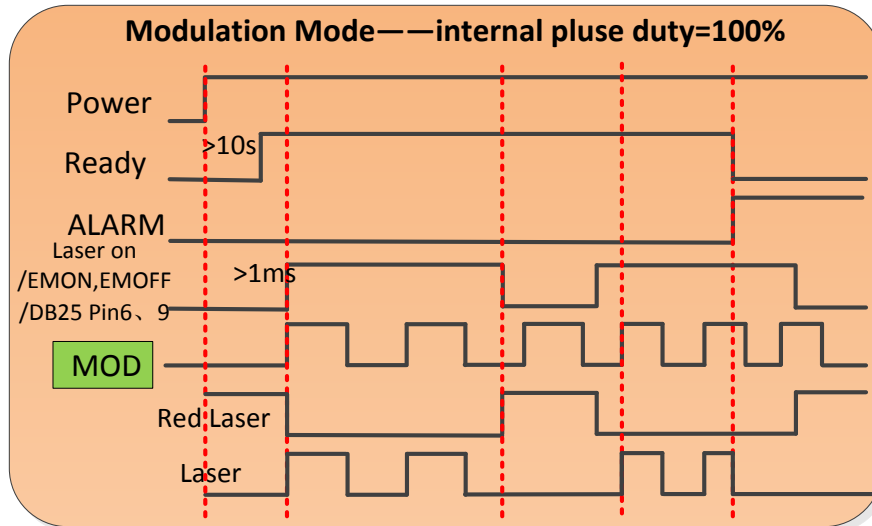 Modulation Mode——internal pluse duty=100%
Power
>10s
Ready
ALARM
Laser on
/EMON,EMOFF
/DB25 Pin6、9
>1ms
MOD
Red Laser
Laser